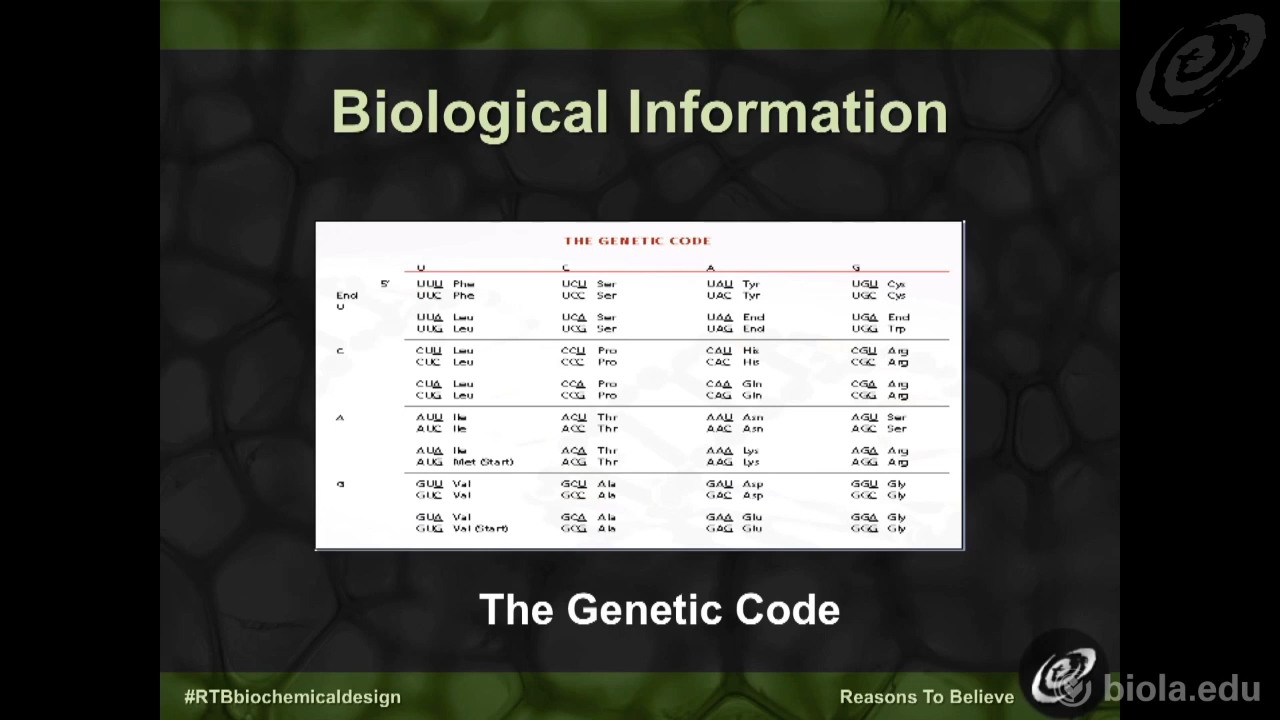 Biological Information
THE GENETIC CODE
U C A G
5' UUU Phe UCU Ser UAU Tyr UGU Cys
End UUC Phe UCC Ser UAC Tyr UGC Cys
U
UUA Leu UCA Ser UAA End UGA End
UUG Leu UCG Ser UAG End UGG Trp
C CUU Leu CCU Pro CAU His CGU Arg
CUC Leu CCC Pro CAC His CGC Arg
CUA Leu CCA Pro CAA Gln CGA Arg
CUG Leu CCG Pro CAG Gln CGG Arg
A AUU Ile ACU Thr AAU Asn AGU Ser
AUC Ile ACC Thr AAC Asn AGC Ser
AUA Ile ACA Thr AAA Lys AGA Arg
AUG Met (Start) ACG Thr AAG Lys AGG Arg
G GUU Val GCU Ala GAU Asp GGU Gly
GUC Val GCC Ala GAC Asp GGC Gly
GUA Val GCA Ala GAA Glu GGA Gly
GUG Val (Start) GCG Ala GAG Glu GGG Gly
The Genetic Code
#RTBbiochemicaldesign
Reasons To Believe
biola.edu